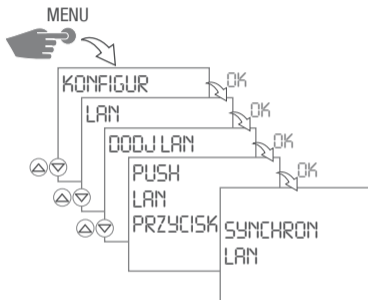 MENU
KONFIGUR
OK
LAN
OK
DODJ LAN
OK
PUSH
LAN
PRZYCISK
OK
SYNCHRON
LAN